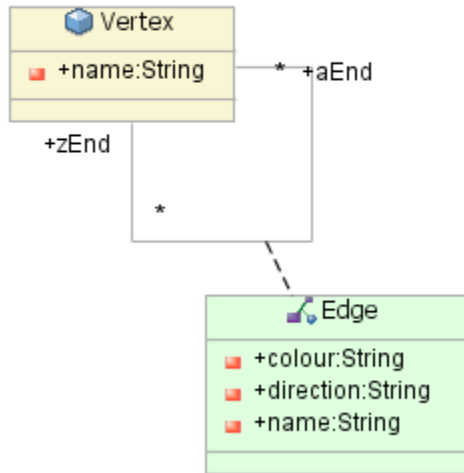 Vertex
+name:String
* +aEnd
+zEnd
*
Edge
+colour:String
+direction:String
+name:String